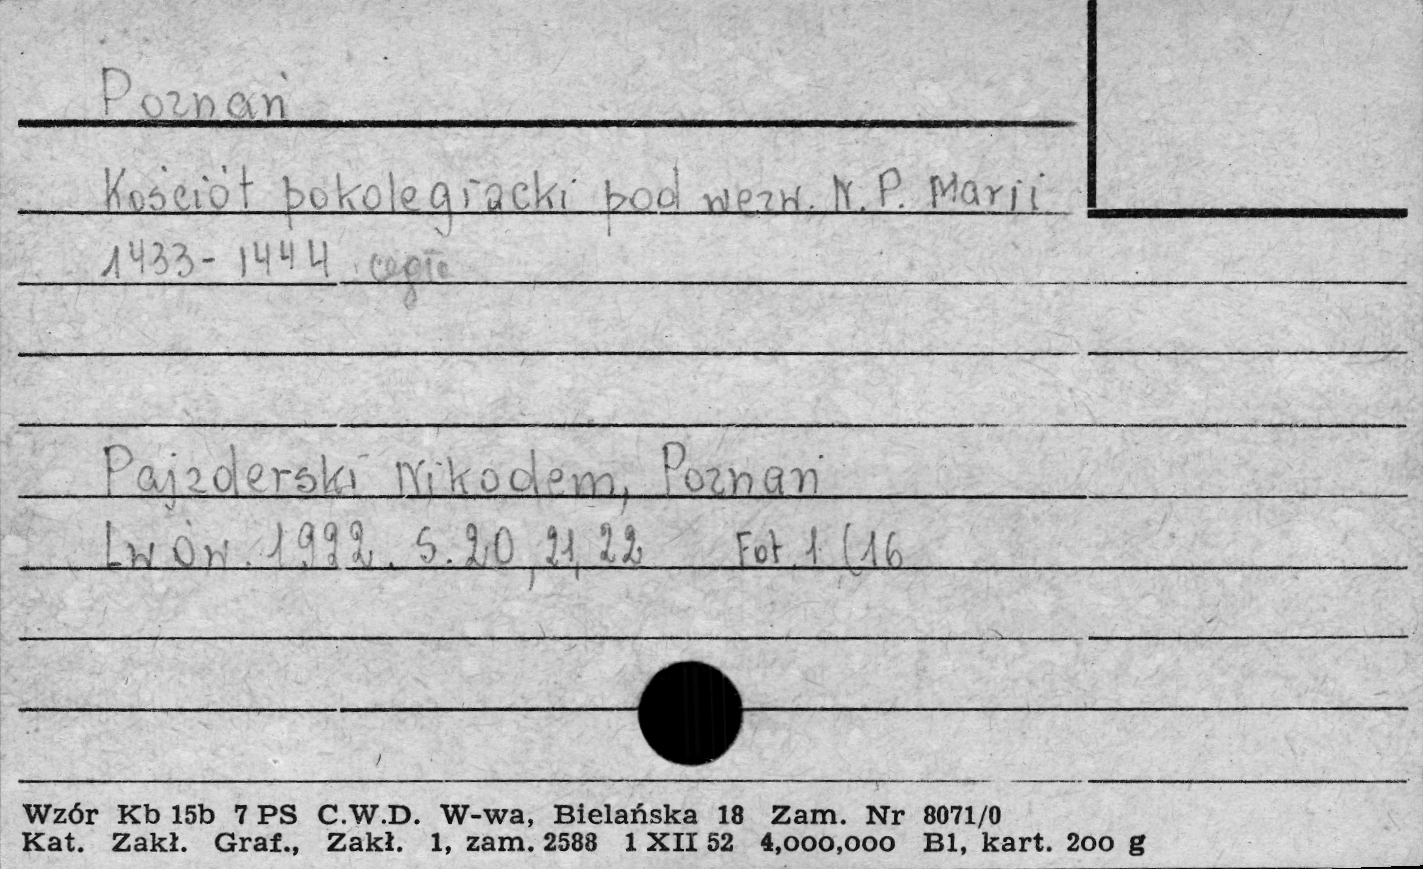 Poznań
Kościół pokolegiacki pod wezw. N. P. Marii
1433-1444 cegła
Pajzderski Nikodem, Poznań
Lwów. 1922. S. 20, 21, 22 Fot. 1 (16
Wzór Kb 15b 7 PS C.W.D. W-wa, Bielańska 18 Zam. Nr 8071/0
Kat. Zakł. Graf., Zakł. 1, zam. 2588 1 XII 52 4,000,000 B1, kart. 200 g